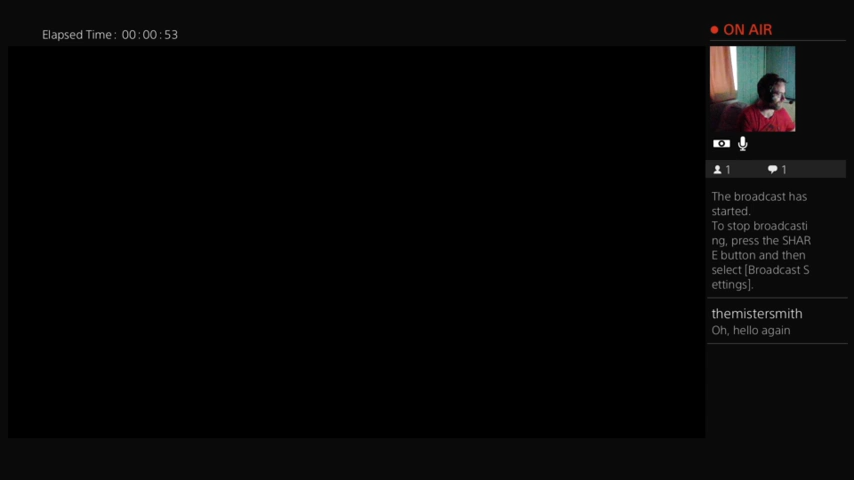 Elapsed Time: 00:00:53
ON AIR
1 1
The broadcast has
started.
To stop broadcasti
ng, press the SHAR
E button and then
select [Broadcast S
ettings].
themistersmith
Oh, hello again